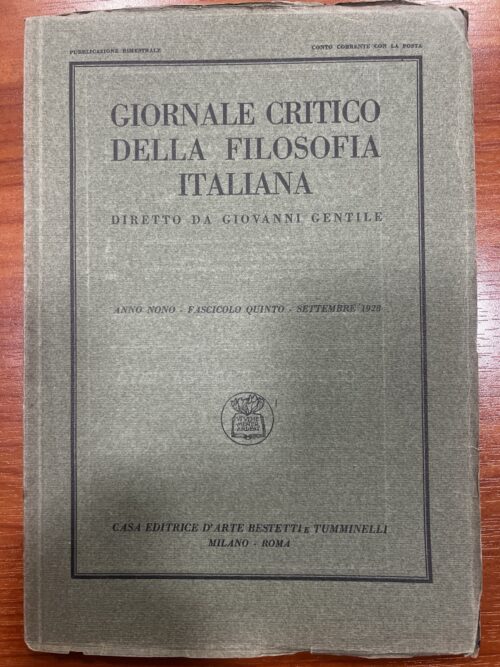 PUBBLICAZIONE BIMESTRALE
CONTO CORRENTE CON LA POSTA
GIORNALE CRITICO
DELLA FILOSOFIA
ITALIANA
DIRETTO DA GIOVANNI GENTILE
ANNO NONO - FASCICOLO QUINTO - SETTEMBRE 1928
CASA EDITRICE D'ARTE BESTETTI E TUMMINELLI
MILANO - ROMA